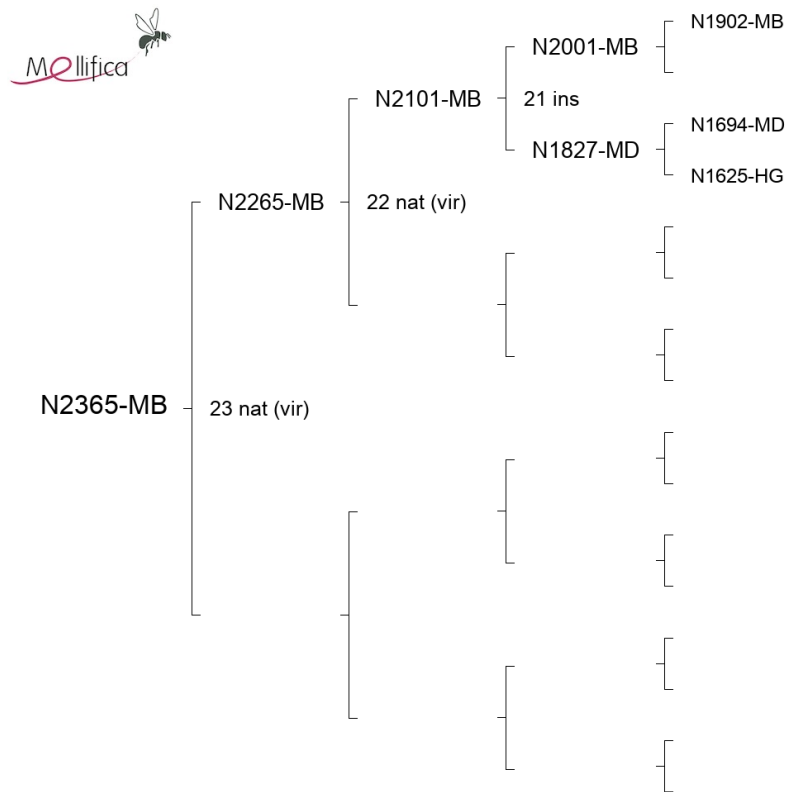 Mellifica
N1902-MB
N2001-MB
N2101-MB
21 ins
N1694-MD
N1827-MD
N1625-HG
N2265-MB
22 nat (vir)
N2365-MB
23 nat (vir)